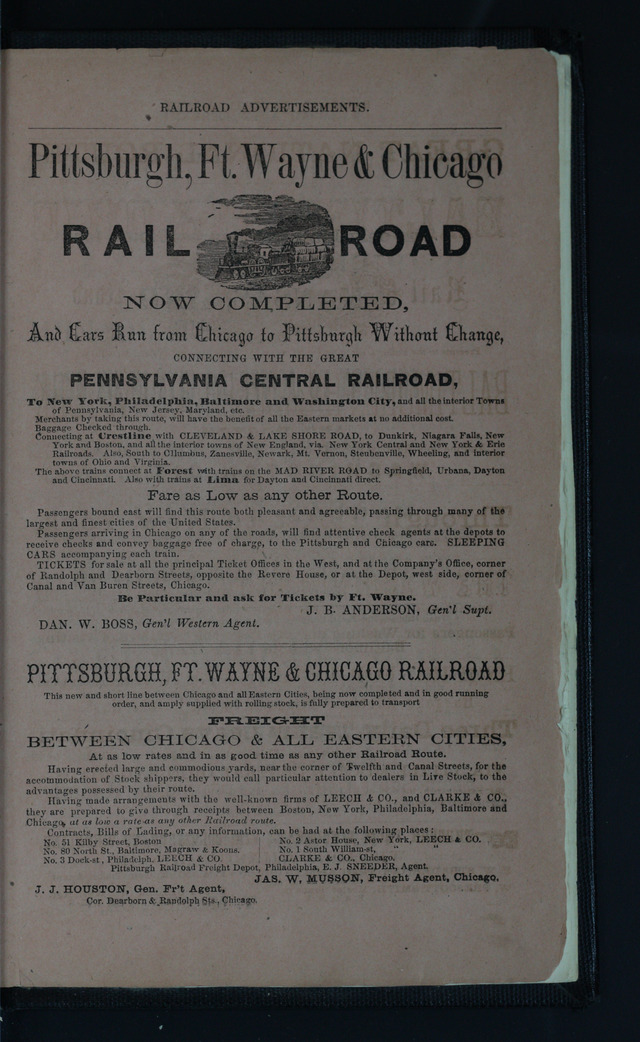 RAILROAD ADVERTISEMENTS.
Pittsburgh, Ft. Wayne & Chicago
RAIL ROAD
NOW COMPLETED,
And Cars Run from Chicago to Pittsburgh Without Change,
CONNECTING WITH THE GREAT
PENNSYLVANIA CENTRAL RAILROAD,
To New York, Philadelphia, Baltimore and Washington City, and all the interior Towns
of Pennsylvania, New Jersey, Maryland, etc.
Merchants by taking this route, will have the benefit of all the Eastern markets at no additional cost.
Baggage Checked through.
Connecting at Crestline with CLEVELAND & LAKE SHORE ROAD, to Dunkirk, Niagara Falls, New
York and Boston, and all the interior towns of New England, via. New York Central and New York & Erie
Railroads. Also, South to Cllumbus, Zanesville, Newark, Mt. Vernon, Steubenville, Wheeling, and interior
towns of Ohio and Virginia.
The above trains connect at Forest with trains on the MAD RIVER ROAD to Springfield, Urbana, Dayton
and Cincinnati. Also with trains at Lima for Dayton and Cincinnati direct.
Fare as Low as any other Route.
Passengers bound east will find this route both pleasant and agreeable, passing through many of the
largest and finest cities of the United States.
Passengers arriving in Chicago on any of the roads, will find attentive check agents at the depots to
receive checks and convey baggage free of charge, to the Pittsburgh and Chicago cars. SLEEPING
CARS accompanying each train.
TICKETS for sale at all the principal Ticket Offices in the West, and at the Company's Office, corner
of Randolph and Dearborn Streets, opposite the Revere House, or at the Depot, west side, corner of
Canal and Van Buren Streets, Chicago.
Be Particular and ask for Tickets by Ft. Wayne.
J. B. ANDERSON, Gen'l Supt.
DAN. W. BOSS, Gen'l Western Agent.
PITTSBURGH, FT. WAYNE & CHICAGO RAILROAD
This new and short line between Chicago and all Eastern Cities, being now completed and in good running
order, and amply supplied with rolling stock, is fully prepared to transport
FREIGHT
BETWEEN CHICAGO & ALL EASTERN CITIES,
At as low rates and in as good time as any other Railroad Route.
Having erected large and commodious yards, near the corner of Twelfth and Canal Streets, for the
accommodation of Stock shippers, they would call particular attention to dealers in Live Stock, to the
advantages possessed by their route.
Having made arrangements with the well-known firms of LEECH & CO., and CLARKE & CO.,
they are prepared to give through receipts between Boston, New York, Philadelphia, Baltimore and
Chicago, at as low a rate as any other Railroad route.
Contracts, Bills of Lading, or any information, can be had at the following places:
No. 51 Kilby Street, Boston
No. 80 North St., Baltimore, Magraw & Koons.
No. 3 Dock-st, Philadelph. LEECH & CO.
No. 2 Astor House, New York, LEECH & CO.
No. 1 South William-st, " "
CLARKE & CO., Chicago.
Pittsburgh Railroad Freight Depot, Philadelphia, E. J. SNEEDER, Agent.
JAS. W. MUSSON, Freight Agent, Chicago.
J. J. HOUSTON, Gen. Fr't Agent,
Cor. Dearborn & Randolph Sts., Chicago.